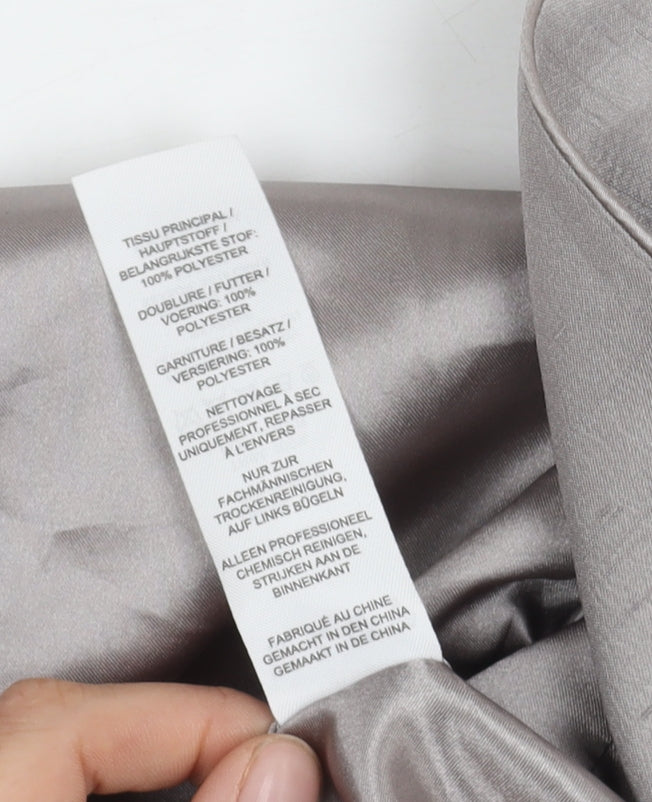 TISSU PRINCIPAL /
HAUPTSTOFF /
BELANGRIJKSTE STOF:
100% POLYESTER
DOUBLURE / FUTTER /
VOERING: 100%
POLYESTER
GARNITURE / BESATZ /
VERSIERING: 100%
POLYESTER
NETTOYAGE
PROFESSIONNEL À SEC
UNIQUEMENT, REPASSER
À L'ENVERS
NUR ZUR
FACHMÄNNISCHEN
TROCKENREINIGUNG,
AUF LINKS BÜGELN
ALLEEN PROFESSIONEEL
CHEMISCH REINIGEN,
STRIJKEN AAN DE
BINNENKANT
FABRIQUÉ AU CHINE
GEMACHT IN DEN CHINA
GEMAAKT IN DE CHINA